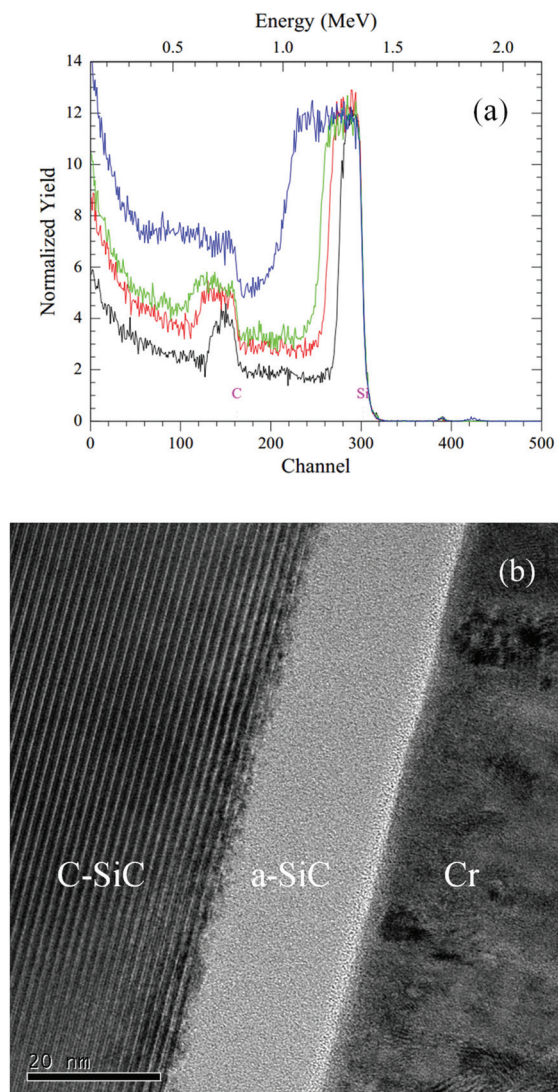 Energy (MeV)
0.5 1.0 1.5 2.0
14
12
10
8
6
4
2
0
Normalized Yield
(a)
C Si
0 100 200 300 400 500
Channel
(b)
C-SiC a-SiC Cr
20 nm